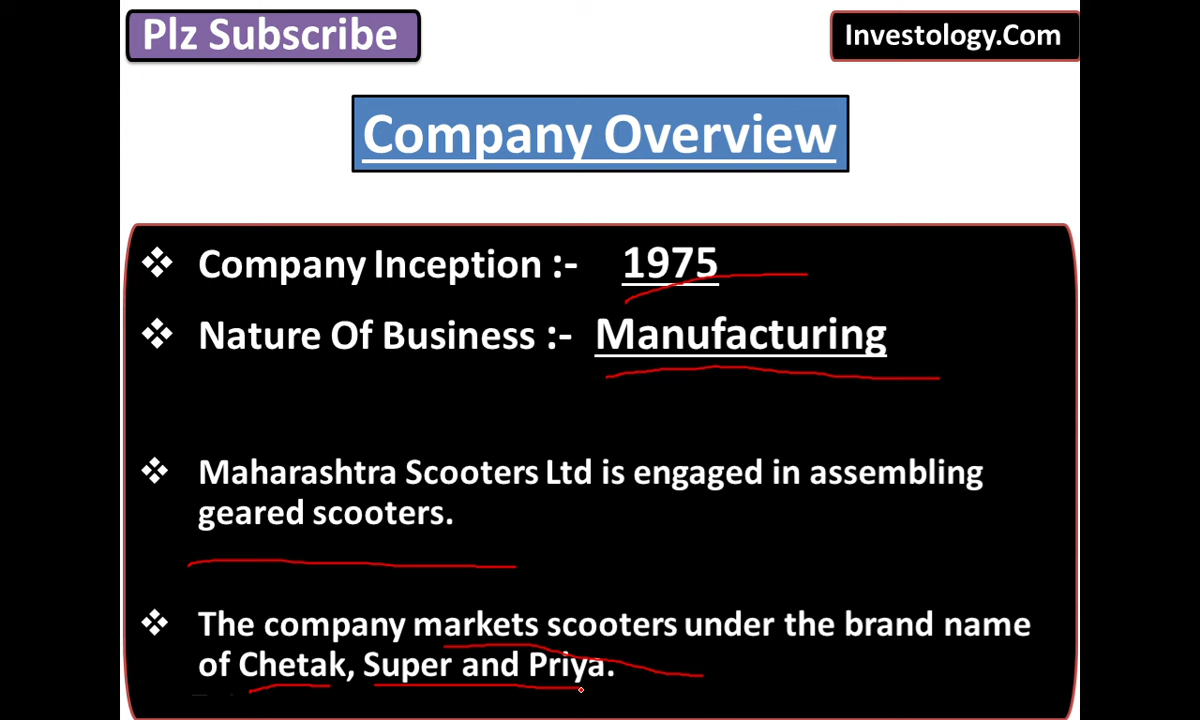 Plz Subscribe
Investology.Com
Company Overview
❖ Company Inception :- 1975
❖ Nature Of Business :- Manufacturing
❖ Maharashtra Scooters Ltd is engaged in assembling
geared scooters.
❖ The company markets scooters under the brand name
of Chetak, Super and Priya.